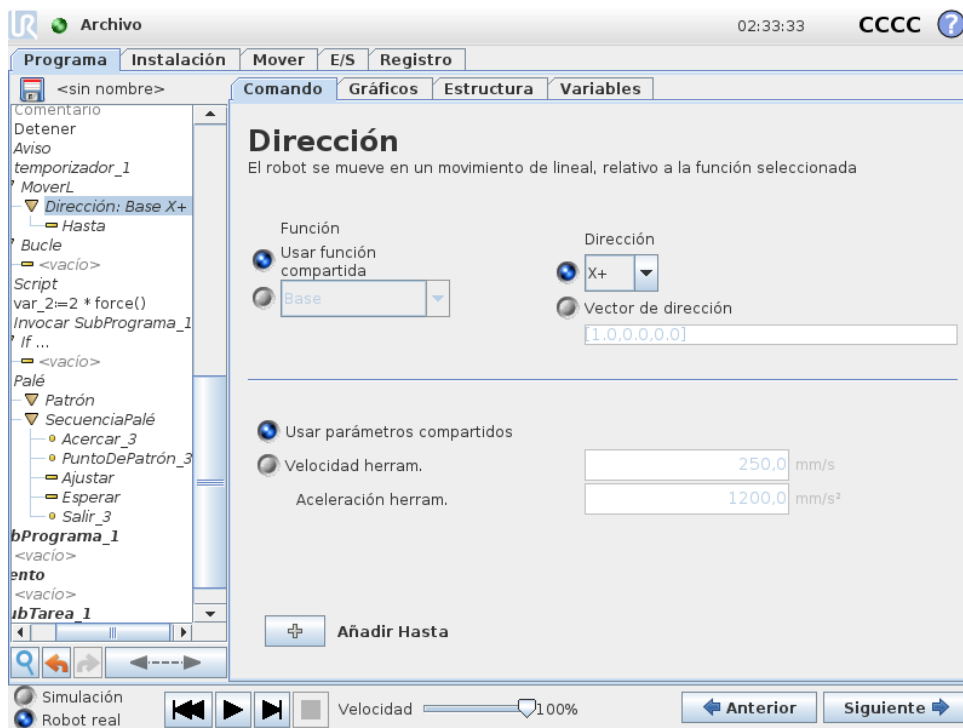 UR
Archivo
02:33:33
CCCC
?
Programa
Instalación
Mover
E/S
Registro
<sin nombre>
Comando
Gráficos
Estructura
Variables
Comentario
Detener
Aviso
temporizador_1
MoverL
Dirección: Base X+
Hasta
Bucle
<vacío>
Script
var_2:=2 * force()
Invocar SubPrograma_1
If ...
<vacío>
Palé
Patrón
SecuenciaPalé
Acercar_3
PuntoDePatrón_3
Ajustar
Esperar
Salir_3
bPrograma_1
<vacío>
ento
<vacío>
ubTarea_1
Dirección
El robot se mueve en un movimiento de lineal, relativo a la función seleccionada
Función
Usar función
compartida
Base
Dirección
X+
Vector de dirección
[1.0,0.0,0.0]
Usar parámetros compartidos
Velocidad herram.
250,0 mm/s
Aceleración herram.
1200,0 mm/s²
Añadir Hasta
Simulación
Robot real
Velocidad
100%
Anterior
Siguiente